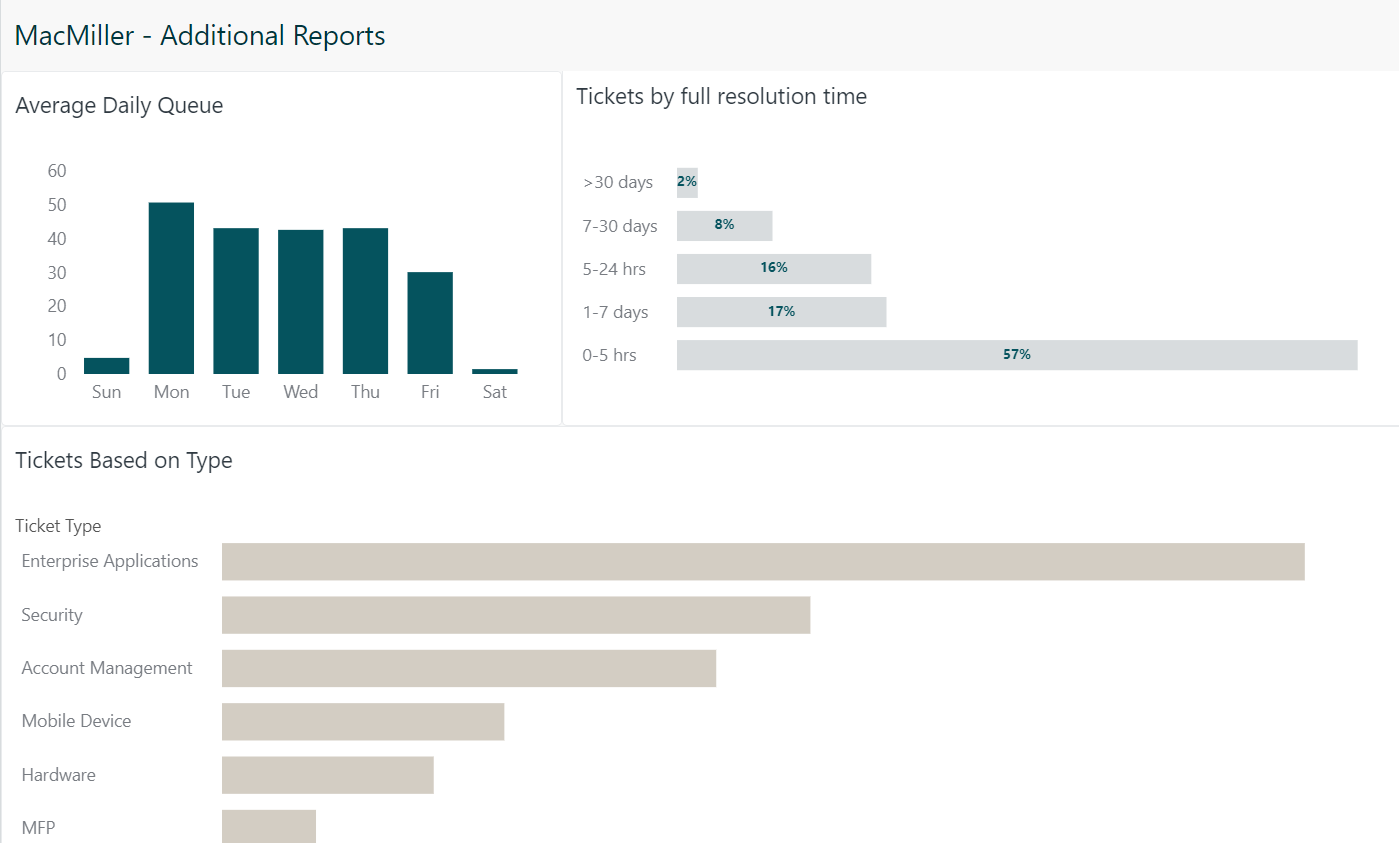 MacMiller - Additional Reports
Average Daily Queue
60
50
40
30
20
10
0
Sun Mon Tue Wed Thu Fri Sat
Tickets by full resolution time
>30 days 2%
7-30 days 8%
5-24 hrs 16%
1-7 days 17%
0-5 hrs 57%
Tickets Based on Type
Ticket Type
Enterprise Applications
Security
Account Management
Mobile Device
Hardware
MFP